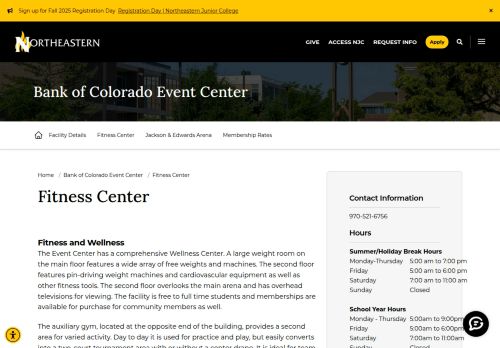 Sign up for Fall 2025 Registration Day Registration Day | Northeastern Junior College ×
NORTHEASTERN GIVE ACCESS NJC REQUEST INFO Apply
Bank of Colorado Event Center
Facility Details Fitness Center Jackson & Edwards Arena Membership Rates
Home / Bank of Colorado Event Center / Fitness Center
Fitness Center
Fitness and Wellness
The Event Center has a comprehensive Wellness Center. A large weight room on
the main floor features a wide array of free weights and machines. The second floor
features pin-driving weight machines and cardiovascular equipment as well as
other fitness tools. The second floor overlooks the main arena and has overhead
televisions for viewing. The facility is free to full time students and memberships are
available for purchase for community members as well.
The auxiliary gym, located at the opposite end of the building, provides a second
area for varied activity. Day to day it is used for practice and play, but easily converts
into a two-court tournament area with or without a center drape. It is ideal for team
Contact Information
970-521-6756
Hours
Summer/Holiday Break Hours
Monday-Thursday 5:00 am to 7:00 pm
Friday 5:00 am to 6:00 pm
Saturday 7:00 am to 11:00 am
Sunday Closed
School Year Hours
Monday - Thursday 5:00am to 9:00pm
Friday 5:00am to 6:00pm
Saturday 7:00am to 11:00am
Sunday Closed